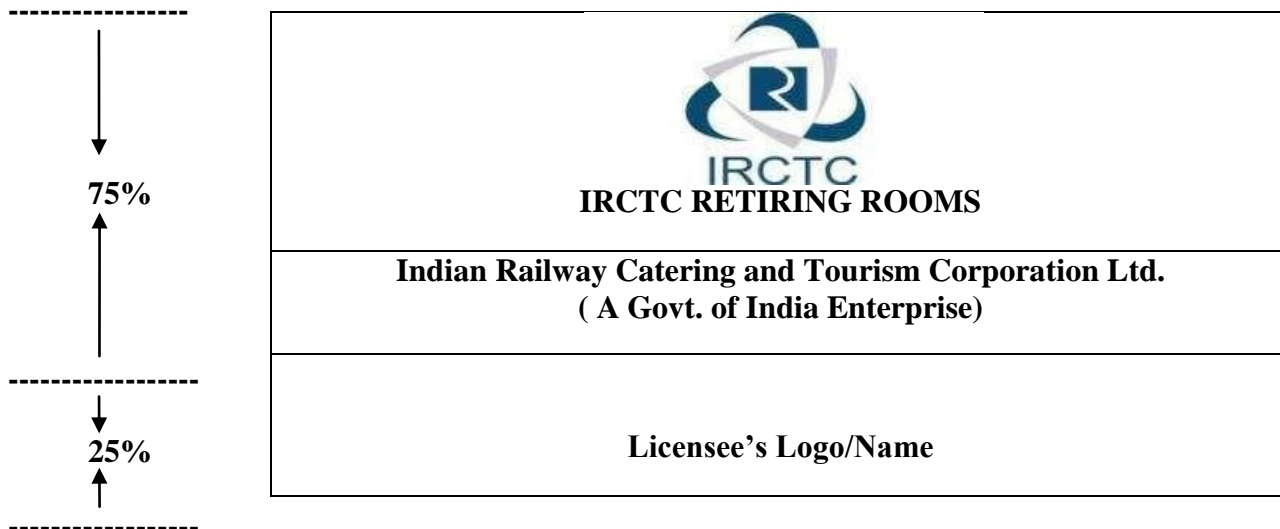 -----------------
75%
IRCTC
IRCTC RETIRING ROOMS
Indian Railway Catering and Tourism Corporation Ltd.
( A Govt. of India Enterprise)
------------------
25%
Licensee’s Logo/Name
------------------